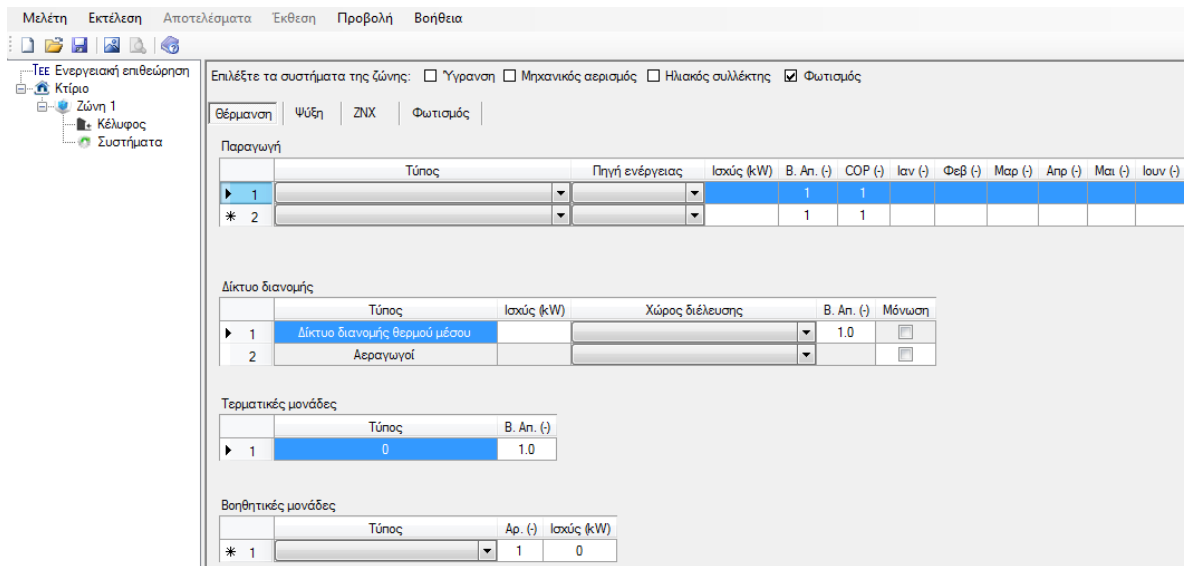 Μελέτη Εκτέλεση Αποτελέσματα Έκθεση Προβολή Βοήθεια
ΤΕΕ Ενεργειακή επιθεώρηση
Κτίριο
Ζώνη 1
Κέλυφος
Συστήματα
Επιλέξτε τα συστήματα της ζώνης: Ύγρανση Μηχανικός αερισμός Ηλιακός συλλέκτης Φωτισμός
Θέρμανση Ψύξη ΖΝΧ Φωτισμός
Παραγωγή
Τύπος Πηγή ενέργειας Ισχύς (kW) Β. Απ. (-) COP (-) Ιαν (-) Φεβ (-) Μαρ (-) Απρ (-) Μαι (-) Ιουν (-)
1 1 1
2 1 1
Δίκτυο διανομής
Τύπος Ισχύς (kW) Χώρος διέλευσης Β. Απ. (-) Μόνωση
1 Δίκτυο διανομής θερμού μέσου 1.0
2 Αεραγωγοί
Τερματικές μονάδες
Τύπος Β. Απ. (-)
1 0 1.0
Βοηθητικές μονάδες
Τύπος Αρ. (-) Ισχύς (kW)
1 1 0